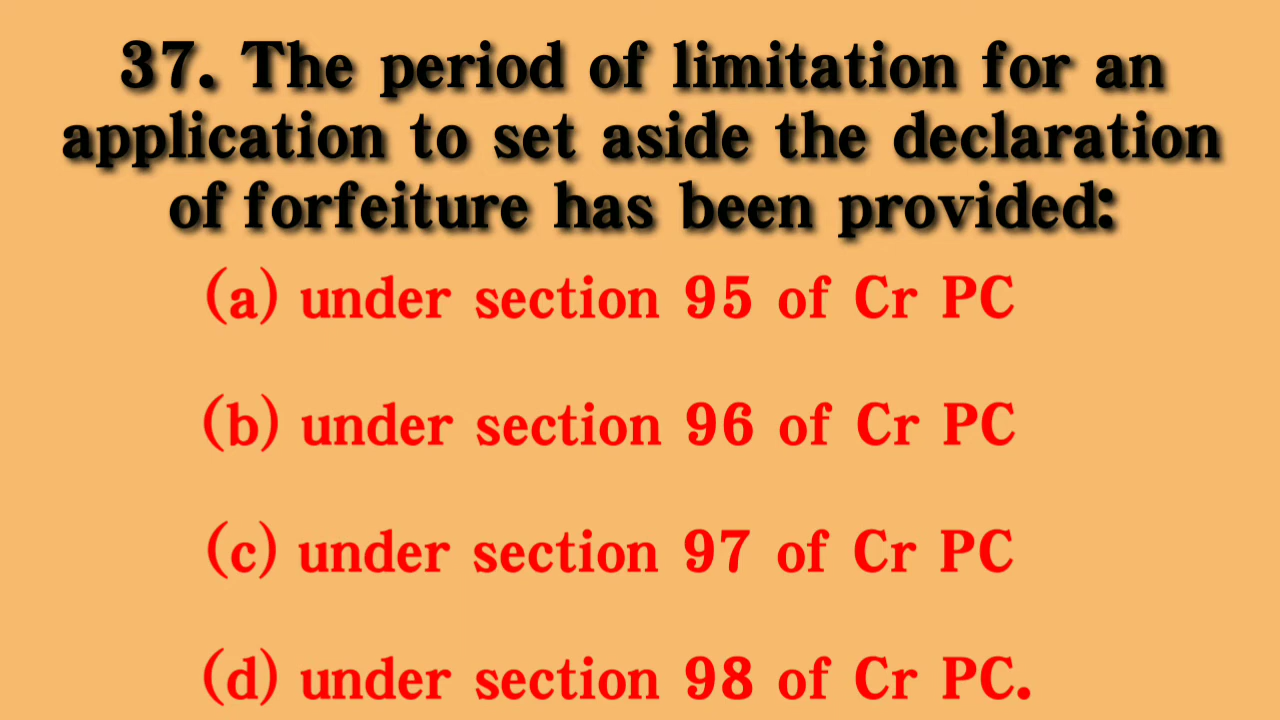 37. The period of limitation for an
application to set aside the declaration
of forfeiture has been provided:
(a) under section 95 of Cr PC
(b) under section 96 of Cr PC
(c) under section 97 of Cr PC
(d) under section 98 of Cr PC.